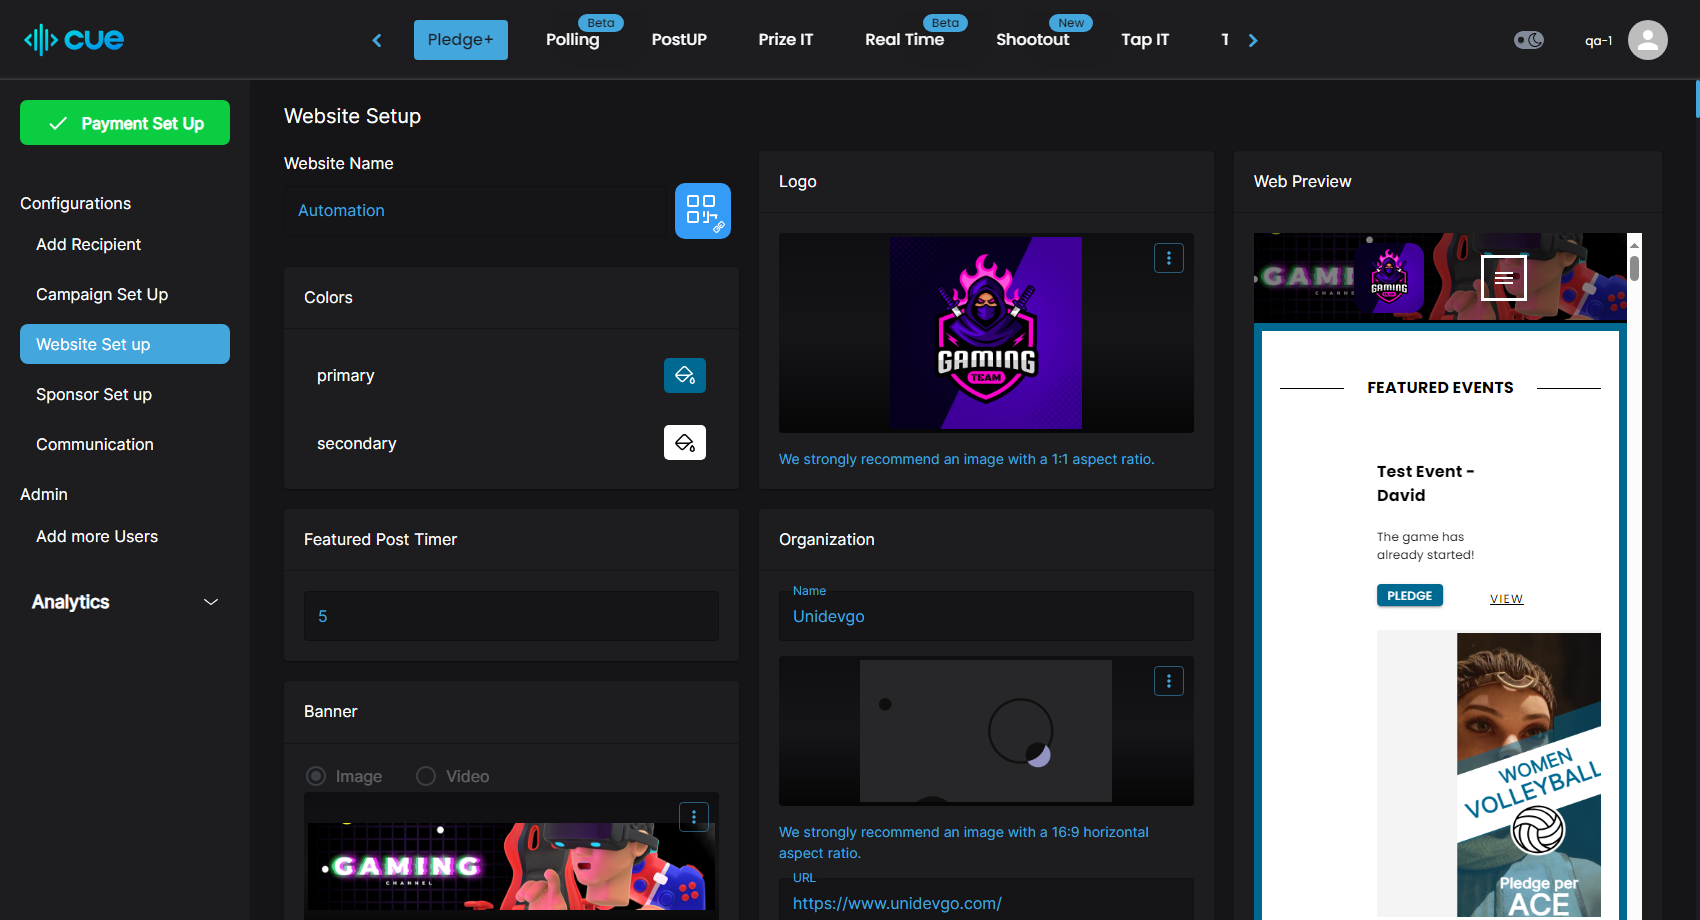 cue
Pledge+
Beta
Polling
PostUP
Prize IT
Beta
Real Time
New
Shootout
Tap IT
T
qa-1
Payment Set Up
Configurations
Add Recipient
Campaign Set Up
Website Set up
Sponsor Set up
Communication
Admin
Add more Users
Analytics
Website Setup
Website Name
Automation
Colors
primary
secondary
Featured Post Timer
5
Banner
Image
Video
GAMING
CHANNEL
Logo
GAMING
TEAM
We strongly recommend an image with a 1:1 aspect ratio.
Organization
Name
Unidevgo
We strongly recommend an image with a 16:9 horizontal
aspect ratio.
URL
https://www.unidevgo.com/
Web Preview
GAMING
CHANNEL
GAMING
TEAM
FEATURED EVENTS
Test Event -
David
The game has
already started!
PLEDGE
VIEW
WOMEN
VOLLEYBALL
Pledge per
ACE